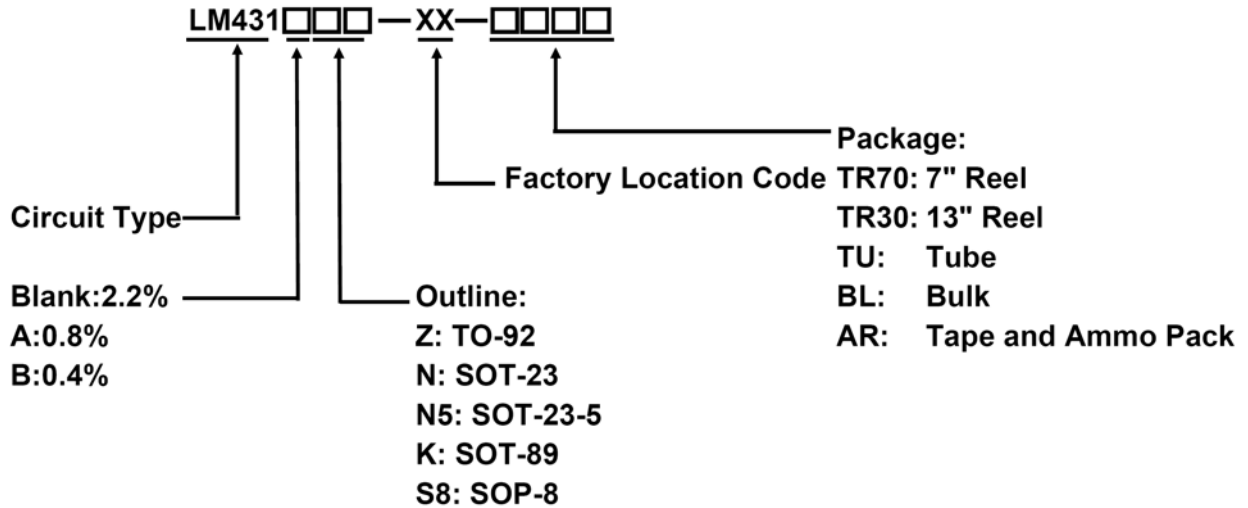 LM431□□□—XX—□□□□
Package:
Factory Location Code
TR70: 7" Reel
Circuit Type
TR30: 13" Reel
TU: Tube
Blank:2.2%
Outline:
BL: Bulk
A:0.8%
Z: TO-92
AR: Tape and Ammo Pack
B:0.4%
N: SOT-23
N5: SOT-23-5
K: SOT-89
S8: SOP-8